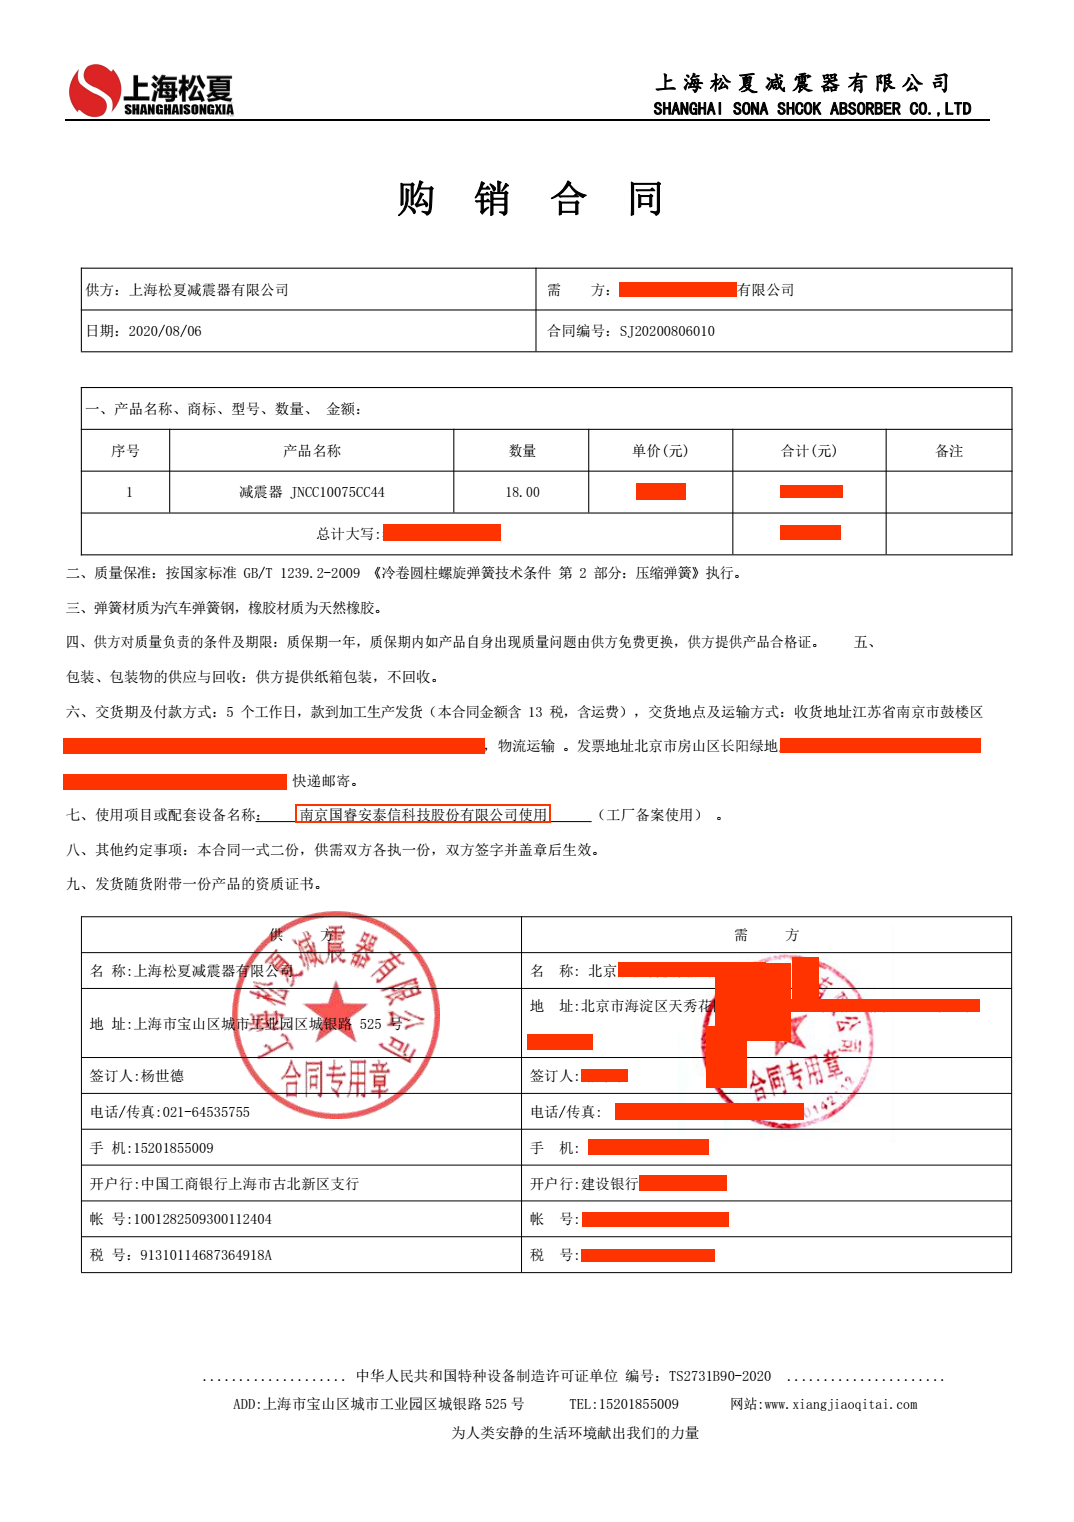 上海松夏
SHANGHAISONGXIA
上海松夏减震器有限公司
SHANGHAI SONA SHCOK ABSORBER CO.,LTD
购 销 合 同
供方：上海松夏减震器有限公司 需 方：有限公司
日期：2020/08/06 合同编号：SJ20200806010
一、产品名称、商标、型号、数量、 金额：
序号 产品名称 数量 单价(元) 合计(元) 备注
1 减震器 JNCC10075CC44 18.00
总计大写:
二、质量保准：按国家标准 GB/T 1239.2-2009 《冷卷圆柱螺旋弹簧技术条件 第 2 部分：压缩弹簧》执行。
三、弹簧材质为汽车弹簧钢，橡胶材质为天然橡胶。
四、供方对质量负责的条件及期限：质保期一年，质保期内如产品自身出现质量问题由供方免费更换，供方提供产品合格证。 五、
包装、包装物的供应与回收：供方提供纸箱包装，不回收。
六、交货期及付款方式：5 个工作日，款到加工生产发货（本合同金额含 13 税，含运费），交货地点及运输方式：收货地址江苏省南京市鼓楼区
，物流运输 。发票地址北京市房山区长阳绿地
快递邮寄。
七、使用项目或配套设备名称： 南京国睿安泰信科技股份有限公司使用 （工厂备案使用） 。
八、其他约定事项：本合同一式二份，供需双方各执一份，双方签字并盖章后生效。
九、发货随货附带一份产品的资质证书。
供 方 需 方
名 称:上海松夏减震器有限公司 名 称: 北京
地 址:上海市宝山区城市工业园区城银路 525 号 地 址:北京市海淀区天秀花
签订人:杨世德 签订人:
电话/传真:021-64535755 电话/传真:
手 机:15201855009 手 机:
开户行:中国工商银行上海市古北新区支行 开户行:建设银行
帐 号:1001282509300112404 帐 号:
税 号：91310114687364918A 税 号:
上海松夏减震器有限公司
合同专用章
公司
合同专用章
.................... 中华人民共和国特种设备制造许可证单位 编号：TS2731B90-2020 ......................
ADD:上海市宝山区城市工业园区城银路 525 号 TEL:15201855009 网站:www.xiangjiaoqitai.com
为人类安静的生活环境献出我们的力量